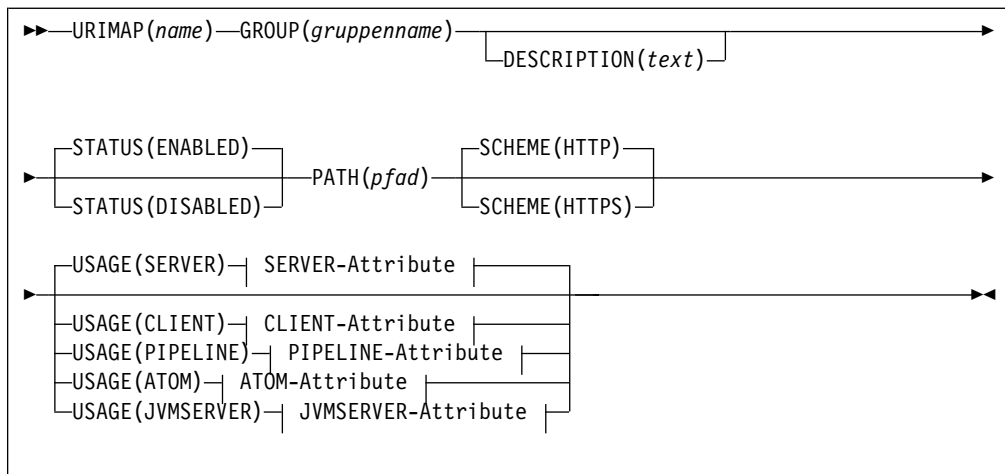 URIMAP(name) GROUP(gruppenname)
DESCRIPTION(text)
STATUS(ENABLED) SCHEME(HTTP)
PATH(pfad)
STATUS(DISABLED) SCHEME(HTTPS)
USAGE(SERVER) SERVER-Attribute
USAGE(CLIENT) CLIENT-Attribute
USAGE(PIPELINE) PIPELINE-Attribute
USAGE(ATOM) ATOM-Attribute
USAGE(JVMSERVER) JVMSERVER-Attribute